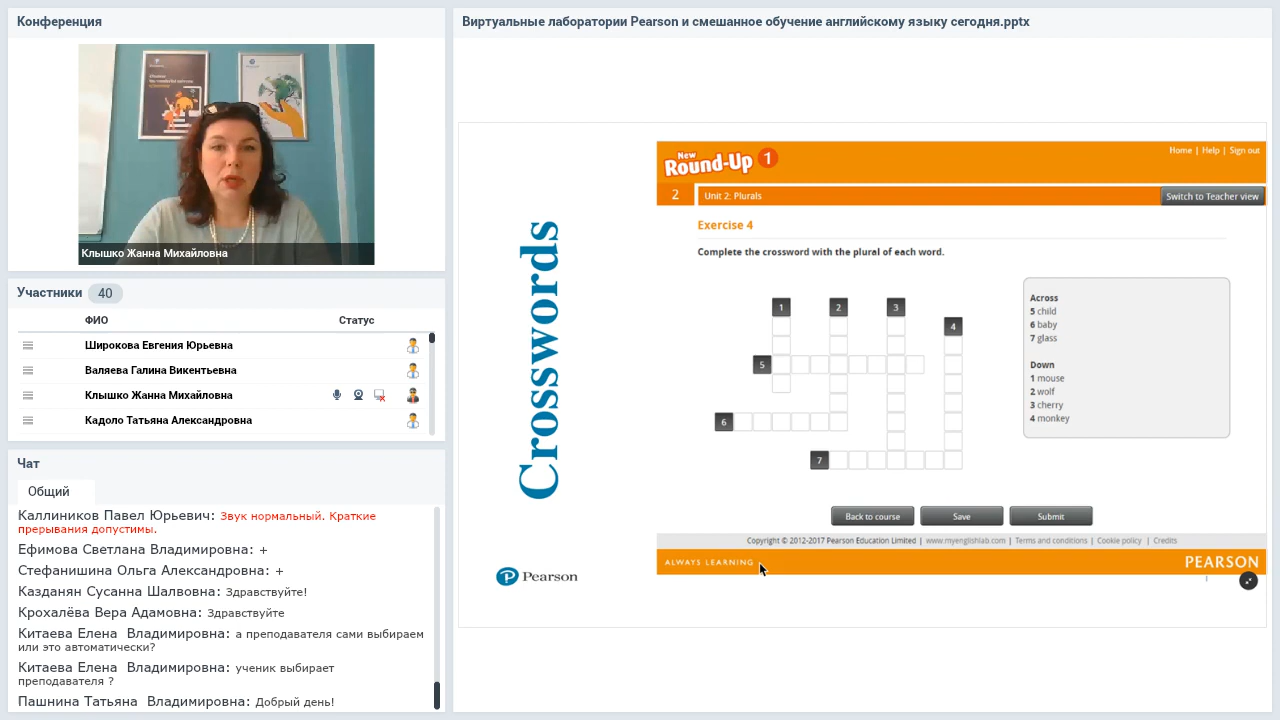 Конференция
Клышко Жанна Михайловна
Участники 40
ФИО Статус
Широкова Евгения Юрьевна
Валяева Галина Викентьевна
Клышко Жанна Михайловна
Кадоло Татьяна Александровна
Чат
Общий
Каллиников Павел Юрьевич: Звук нормальный. Краткие
прерывания допустимы.
Ефимова Светлана Владимировна: +
Стефанишина Ольга Александровна: +
Казданян Сусанна Шалвовна: Здравствуйте!
Крохалёва Вера Адамовна: Здравствуйте
Китаева Елена Владимировна: а преподавателя сами выбираем
или это автоматически?
Китаева Елена Владимировна: ученик выбирает
преподавателя ?
Пашнина Татьяна Владимировна: Добрый день!
Виртуальные лаборатории Pearson и смешанное обучение английскому языку сегодня.pptx
Crosswords
Pearson
New
Round-Up 1
Home | Help | Sign out
2 Unit 2: Plurals
Switch to Teacher view
Exercise 4
Complete the crossword with the plural of each word.
1 2 3
4
5
6
7
Across
5 child
6 baby
7 glass
Down
1 mouse
2 wolf
3 cherry
4 monkey
Back to course Save Submit
Copyright © 2012-2017 Pearson Education Limited | www.myenglishlab.com | Terms and conditions | Cookie policy | Credits
ALWAYS LEARNING
PEARSON